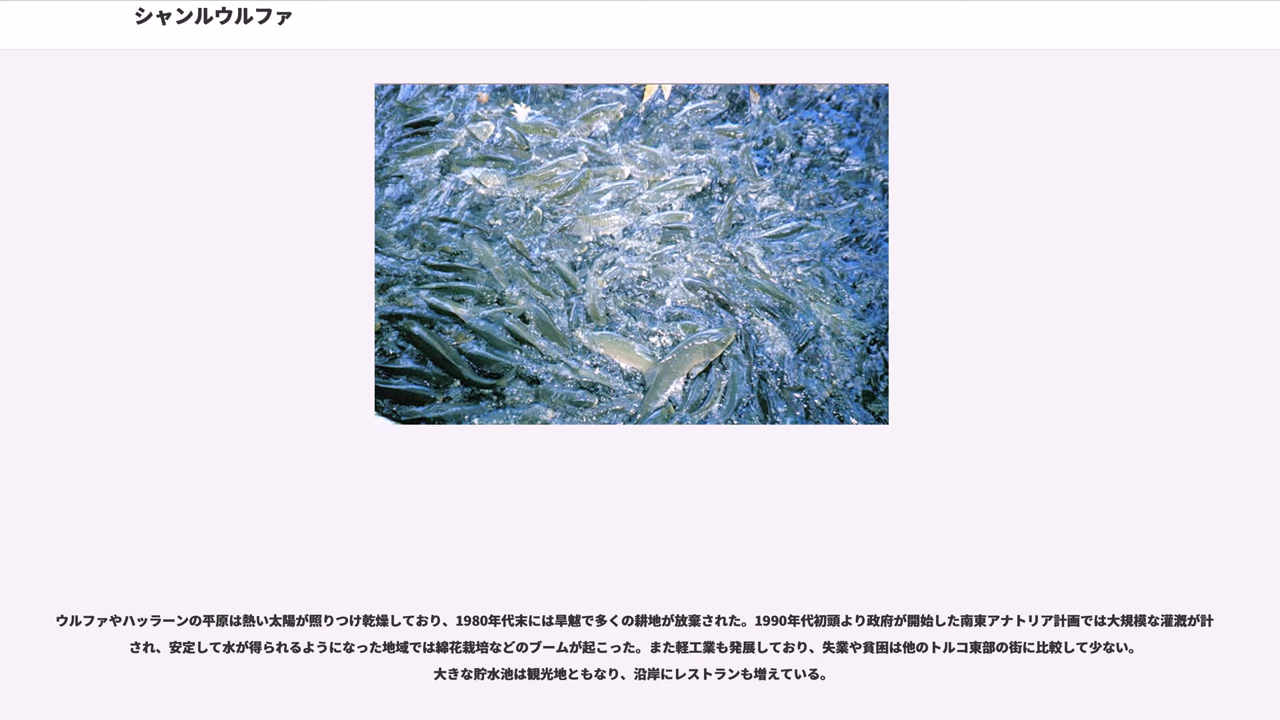 シャンルウルファ
ウルファやハッラーンの平原は熱い太陽が照りつけ乾燥しており、1980年代末には旱魃で多くの耕地が放棄された。1990年代初頭より政府が開始した南東アナトリア計画では大規模な灌漑が計
され、安定して水が得られるようになった地域では綿花栽培などのブームが起こった。また軽工業も発展しており、失業や貧困は他のトルコ東部の街に比較して少ない。
大きな貯水池は観光地ともなり、沿岸にレストランも増えている。